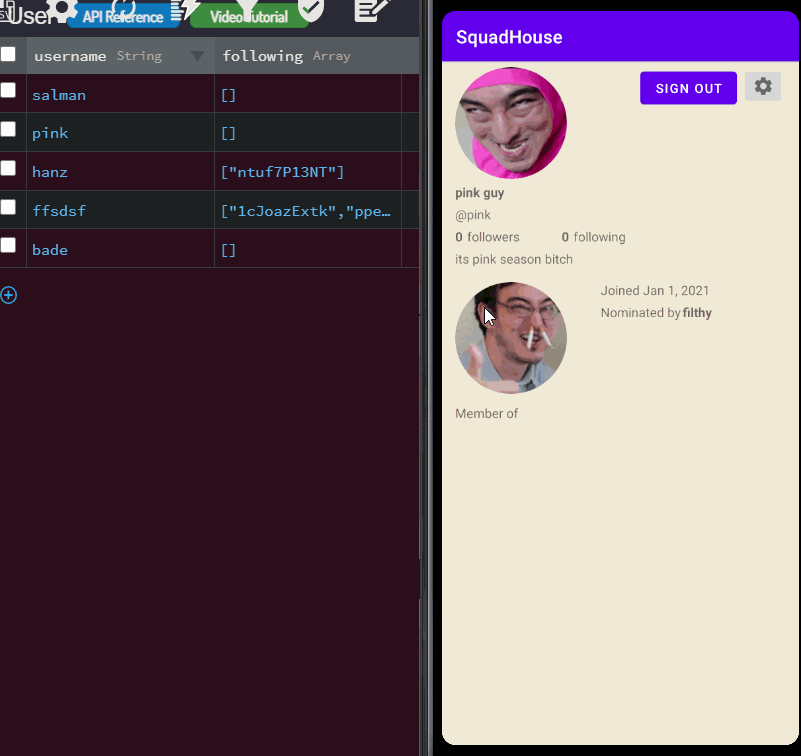 User
API Reference
Video Tutorial
username String
following Array
salman
[]
pink
[]
hanz
["ntuf7P13NT"]
ffsdsf
["1cJoazExtk","ppe…
bade
[]
SquadHouse
SIGN OUT
pink guy
@pink
0 followers
0 following
its pink season bitch
Joined Jan 1, 2021
Nominated by filthy
Member of